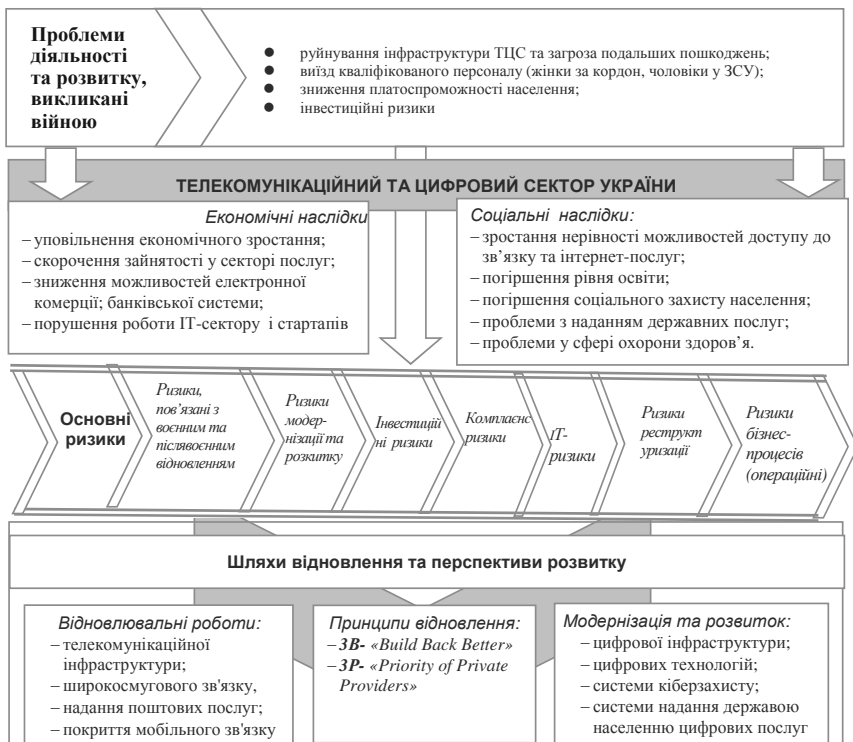 Проблеми
діяльності
та розвитку,
викликані
війною
● руйнування інфраструктури ТЦС та загроза подальших пошкоджень;
● виїзд кваліфікованого персоналу (жінки за кордон, чоловіки у ЗСУ);
● зниження платоспроможності населення;
● інвестиційні ризики
ТЕЛЕКОМУНІКАЦІЙНИЙ ТА ЦИФРОВИЙ СЕКТОР УКРАЇНИ
Економічні наслідки
– уповільнення економічного зростання;
– скорочення зайнятості у секторі послуг;
– зниження можливостей електронної
комерції; банківської системи;
– порушення роботи ІТ-сектору і стартапів
Соціальні наслідки:
– зростання нерівності можливостей доступу до
зв’язку та інтернет-послуг;
– погіршення рівня освіти;
– погіршення соціального захисту населення;
– проблеми з наданням державних послуг;
– проблеми у сфері охорони здоров’я.
Основні
ризики
Ризики,
пов’язані з
воєнним та
післявоєнним
відновленням
Ризики
модер-
нізації та
розкитку
Інвестицій
ні ризики
Комплаєнс
ризики
ІТ-
ризики
Ризики
реструкт
уризації
Ризики
бізнес-
процесів
(операційні)
Шляхи відновлення та перспективи розвитку
Відновлювальні роботи:
– телекомунікаційної
інфраструктури;
– широкосмугового зв'язку,
– надання поштових послуг;
– покриття мобільного зв'язку
Принципи відновлення:
– 3B- «Build Back Better»
– 3P- «Priority of Private
Providers»
Модернізація та розвиток:
– цифрової інфраструктури;
– цифрових технологій;
– системи кіберзахисту;
– системи надання державою
населенню цифрових послуг